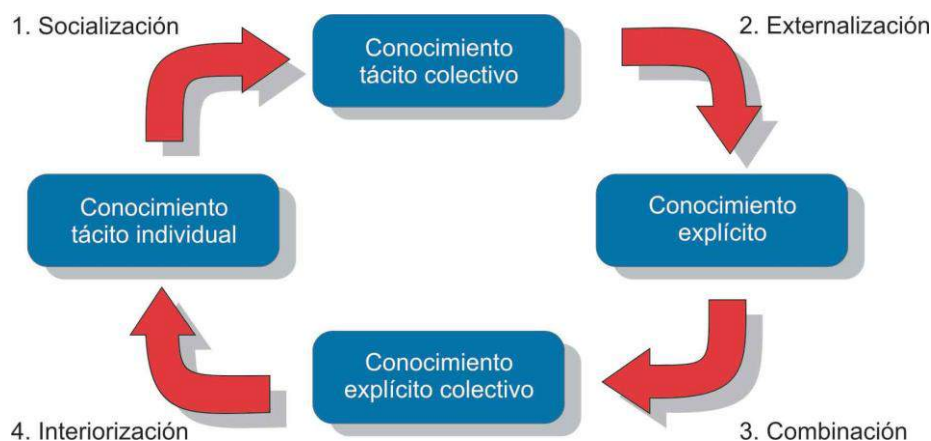 1. Socialización
Conocimiento
tácito colectivo
2. Externalización
Conocimiento
tácito individual
Conocimiento
explícito
Conocimiento
explícito colectivo
4. Interiorización
3. Combinación